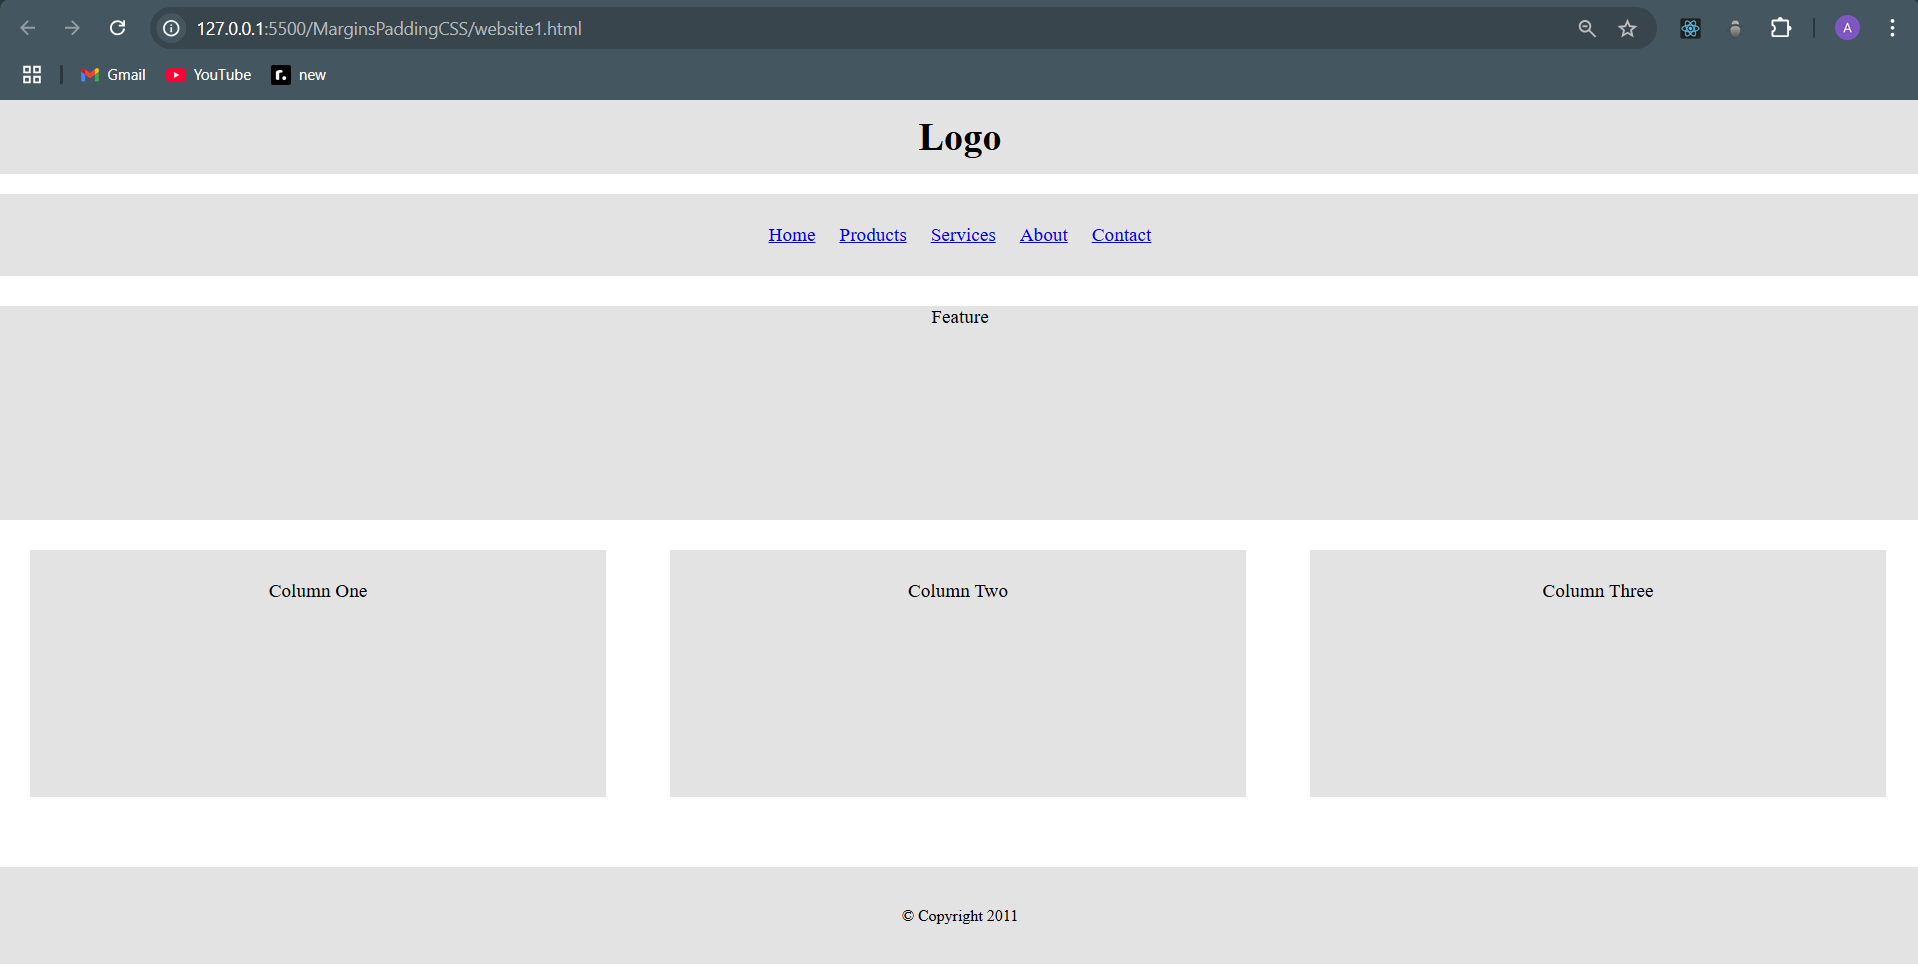 127.0.0.1:5500/MarginsPaddingCSS/website1.html
A
Gmail YouTube new
Logo
Home Products Services About Contact
Feature
Column One Column Two Column Three
© Copyright 2011